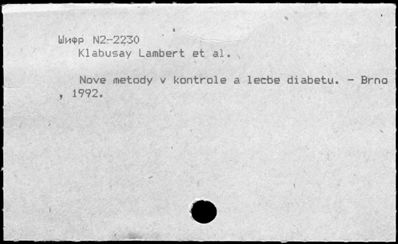 Шифр N2-2230
Klabusay Lambert et al.
Nove metody v kontrole a lecbe diabetu. - Brno
, 1992.